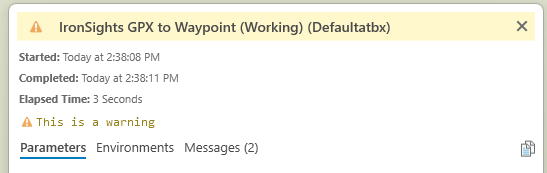 IronSights GPX to Waypoint (Working) (Defaultatbx)
Started: Today at 2:38:08 PM
Completed: Today at 2:38:11 PM
Elapsed Time: 3 Seconds
This is a warning
Parameters Environments Messages (2)